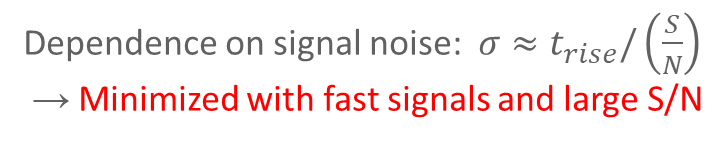 Dependence on signal noise: σ ≈ t_rise/(S/N)
→ Minimized with fast signals and large S/N